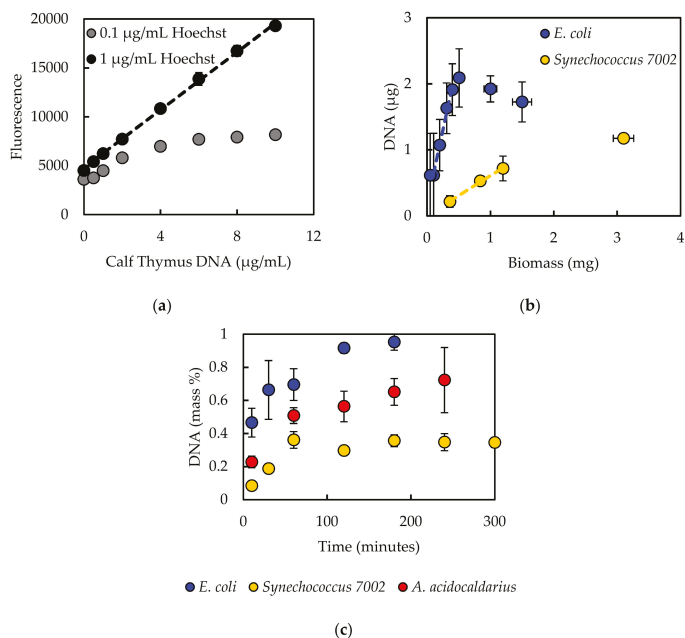 20000
15000
10000
5000
0
Fluorescence
0.1 µg/mL Hoechst
1 µg/mL Hoechst
0 4 8 12
Calf Thymus DNA (µg/mL)
(a)
3
2
1
0
DNA (µg)
E. coli
Synechococcus 7002
0 1 2 3 4
Biomass (mg)
(b)
1
0.8
0.6
0.4
0.2
0
DNA (mass %)
0 100 200 300
Time (minutes)
E. coli Synechococcus 7002 A. acidocaldarius
(c)